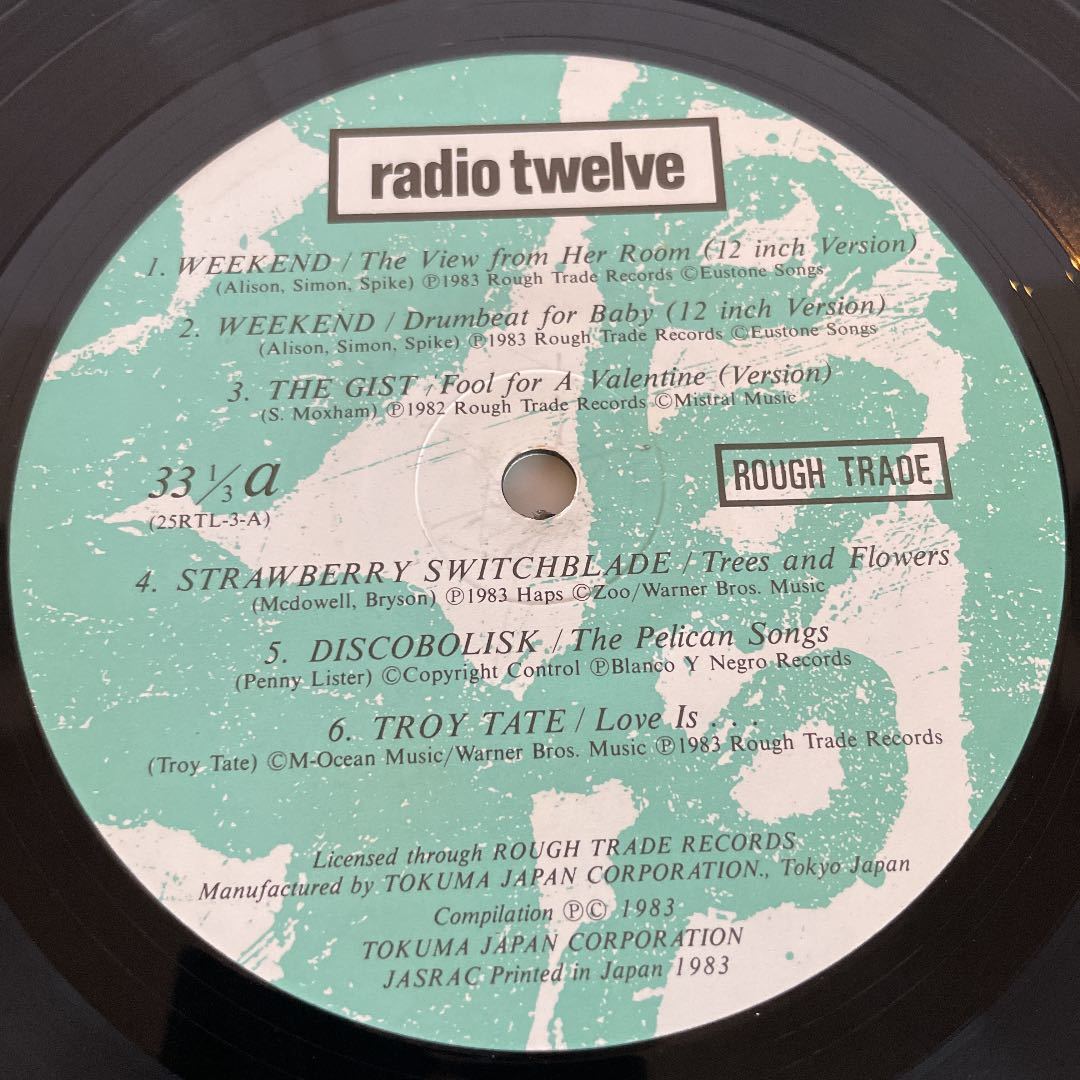 radio twelve
1. WEEKEND / The View from Her Room (12 inch Version)
(Alison, Simon, Spike) ℗1983 Rough Trade Records ©Eustone Songs
2. WEEKEND / Drumbeat for Baby (12 inch Version)
(Alison, Simon, Spike) ℗1983 Rough Trade Records ©Eustone Songs
3. THE GIST / Fool for A Valentine (Version)
(S. Moxham) ℗1982 Rough Trade Records ©Mistral Music
33 1/3 a
(25RTL-3-A)
ROUGH TRADE
4. STRAWBERRY SWITCHBLADE / Trees and Flowers
(Mcdowell, Bryson) ℗1983 Haps ©Zoo/Warner Bros. Music
5. DISCOBOLISK / The Pelican Songs
(Penny Lister) ©Copyright Control ℗Blanco Y Negro Records
6. TROY TATE / Love Is . . .
(Troy Tate) ©M-Ocean Music/Warner Bros. Music ℗1983 Rough Trade Records
Licensed through ROUGH TRADE RECORDS
Manufactured by TOKUMA JAPAN CORPORATION., Tokyo Japan
Compilation ℗© 1983
TOKUMA JAPAN CORPORATION
JASRAC Printed in Japan 1983